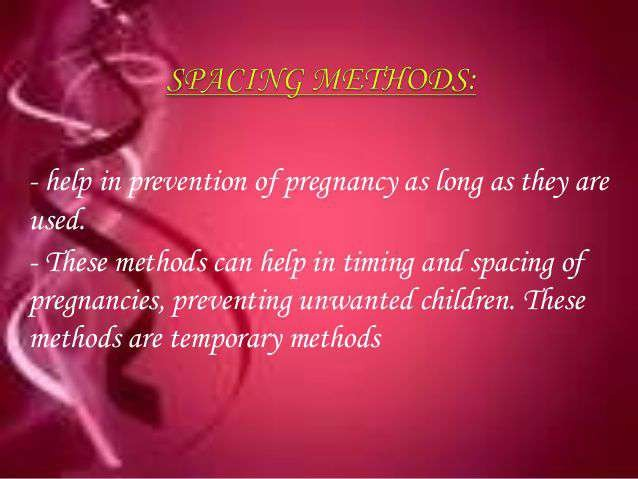 SPACING METHODS:
- help in prevention of pregnancy as long as they are
used.
- These methods can help in timing and spacing of
pregnancies, preventing unwanted children. These
methods are temporary methods